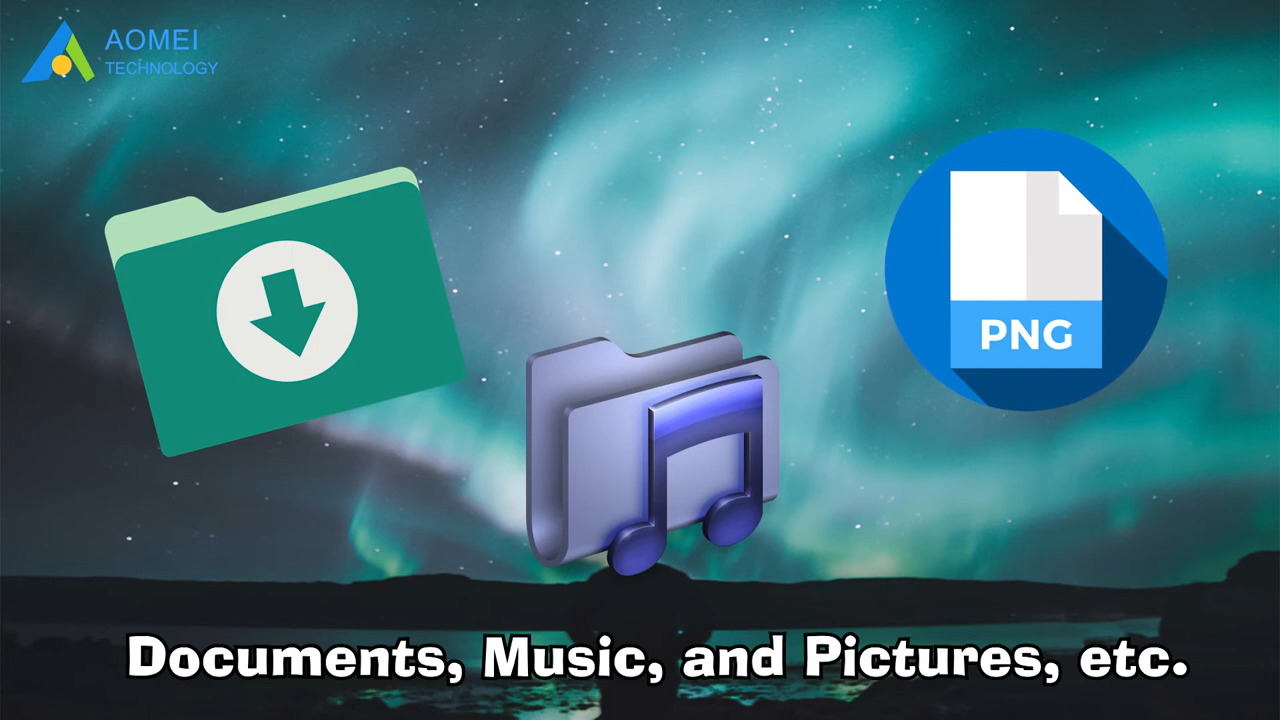 AOMEI
TECHNOLOGY
PNG
Documents, Music, and Pictures, etc.